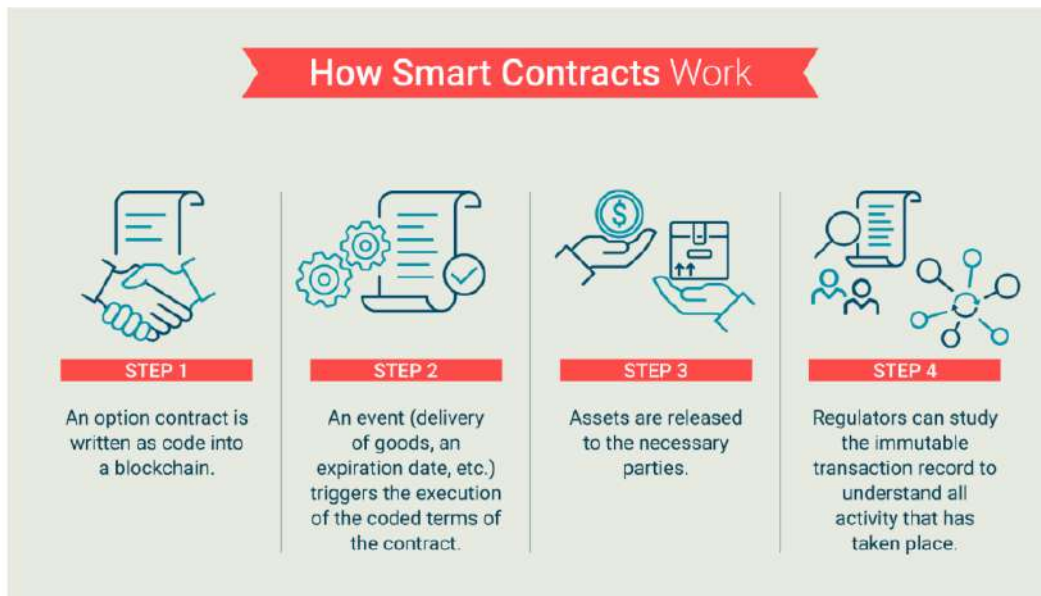 How Smart Contracts Work
STEP 1
An option contract is
written as code into
a blockchain.
STEP 2
An event (delivery
of goods, an
expiration date, etc.)
triggers the execution
of the coded terms of
the contract.
STEP 3
Assets are released
to the necessary
parties.
STEP 4
Regulators can study
the immutable
transaction record to
understand all
activity that has
taken place.